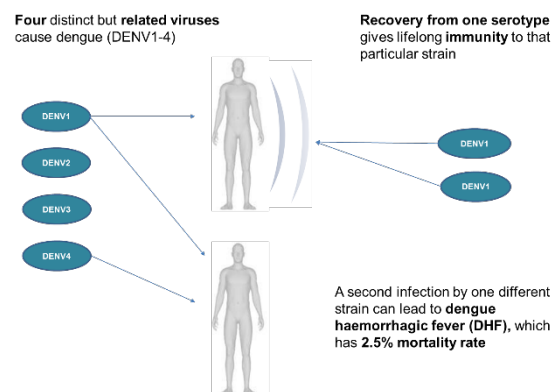 Four distinct but related viruses
cause dengue (DENV1-4)
Recovery from one serotype
gives lifelong immunity to that
particular strain
DENV1
DENV2
DENV3
DENV4
DENV1
DENV1
A second infection by one different
strain can lead to dengue
haemorrhagic fever (DHF), which
has 2.5% mortality rate